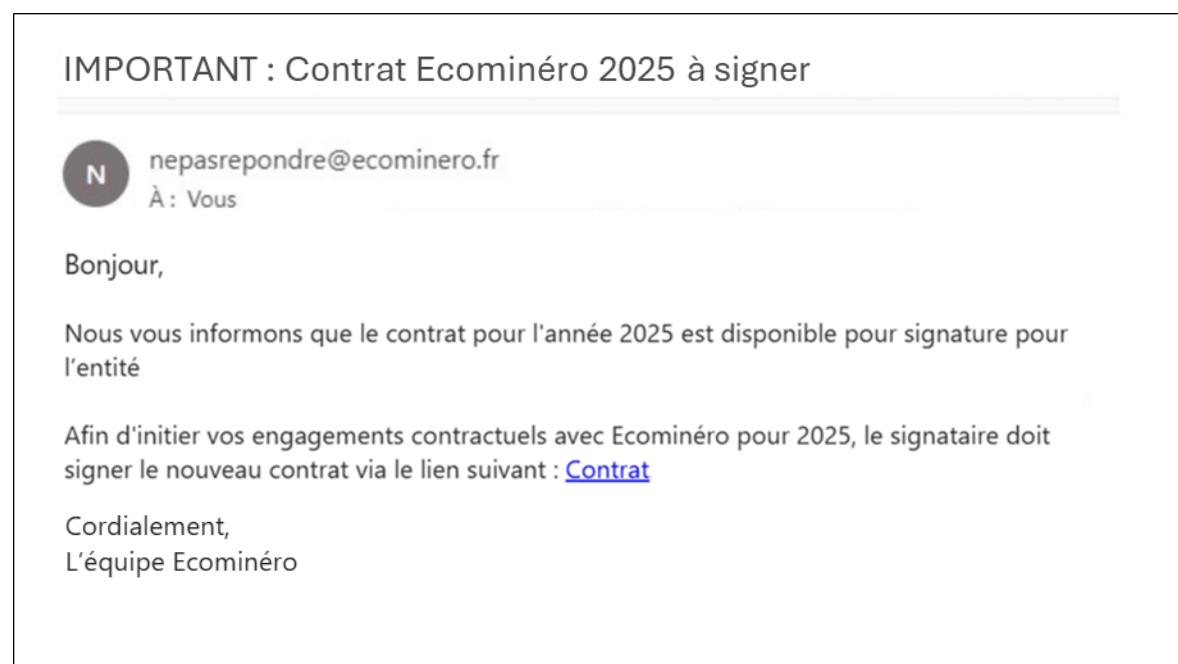 IMPORTANT : Contrat Ecominéro 2025 à signer
N
nepasrepondre@ecominero.fr
À : Vous
Bonjour,
Nous vous informons que le contrat pour l'année 2025 est disponible pour signature pour
l'entité
Afin d'initier vos engagements contractuels avec Ecominéro pour 2025, le signataire doit
signer le nouveau contrat via le lien suivant : Contrat
Cordialement,
L'équipe Ecominéro